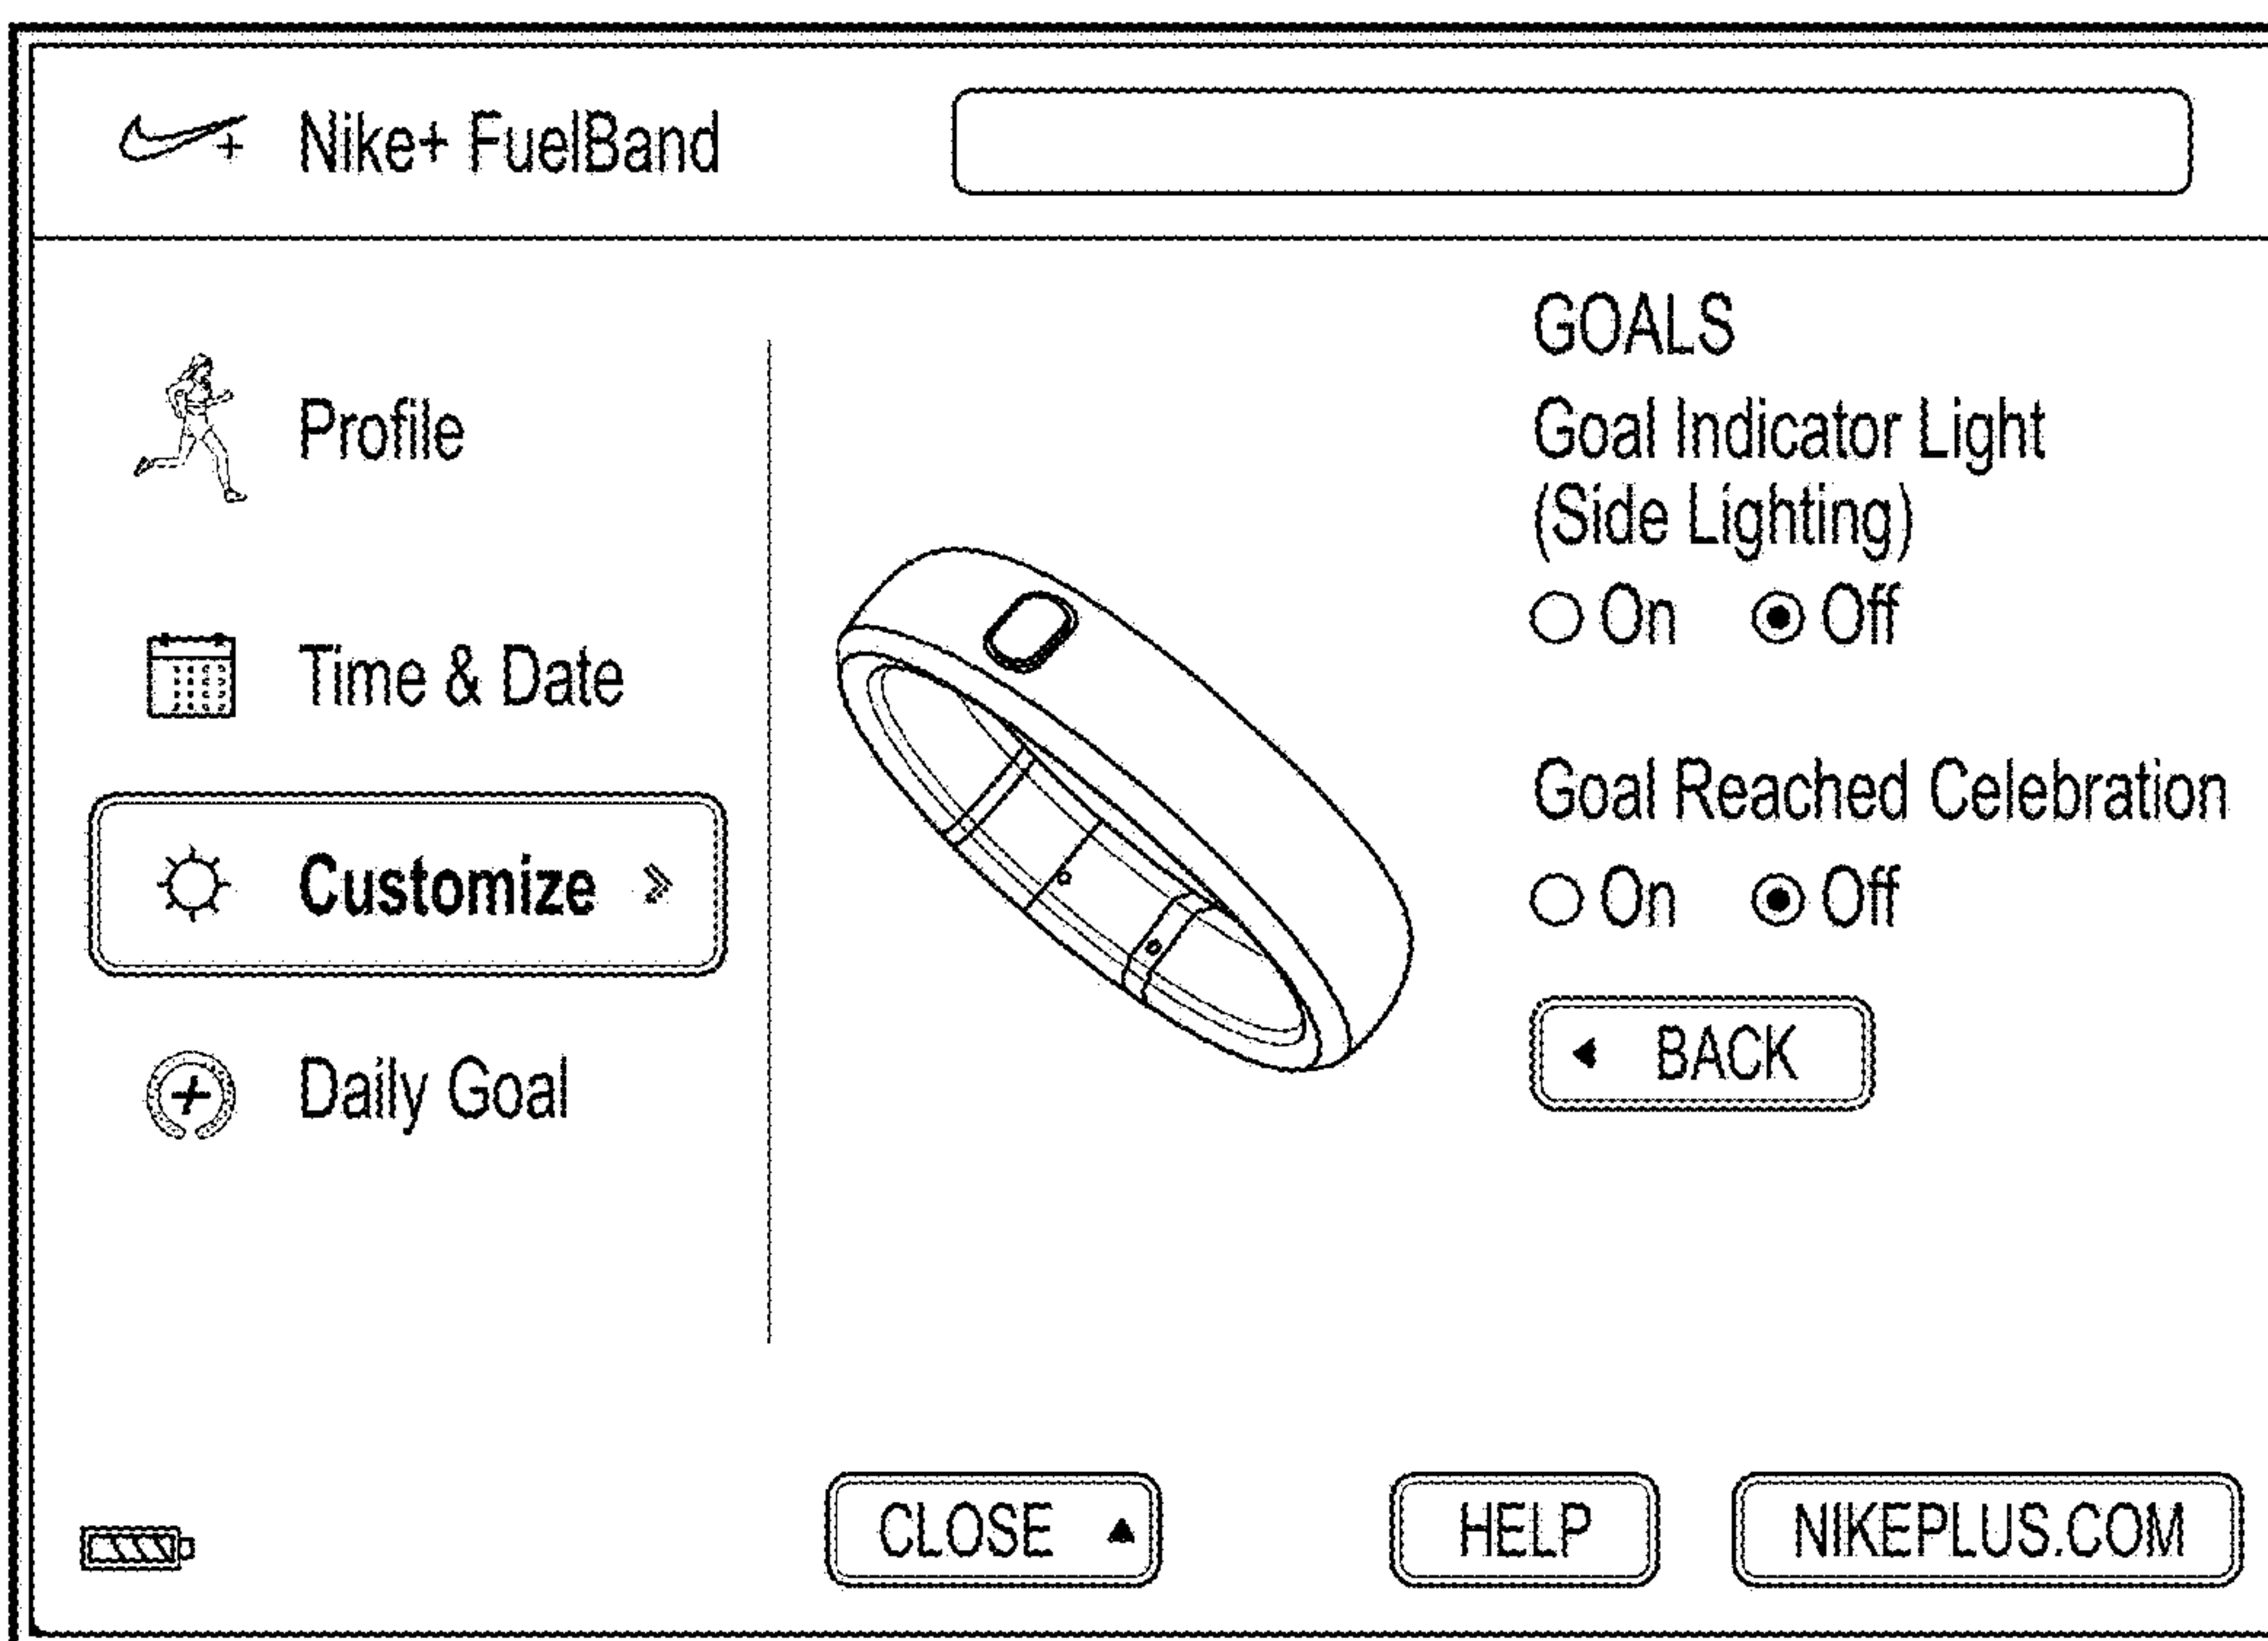 Nike+ FuelBand
Profile
Time & Date
Customize
Daily Goal
GOALS
Goal Indicator Light
(Side Lighting)
On Off
Goal Reached Celebration
On Off
BACK
CLOSE
HELP
NIKEPLUS.COM